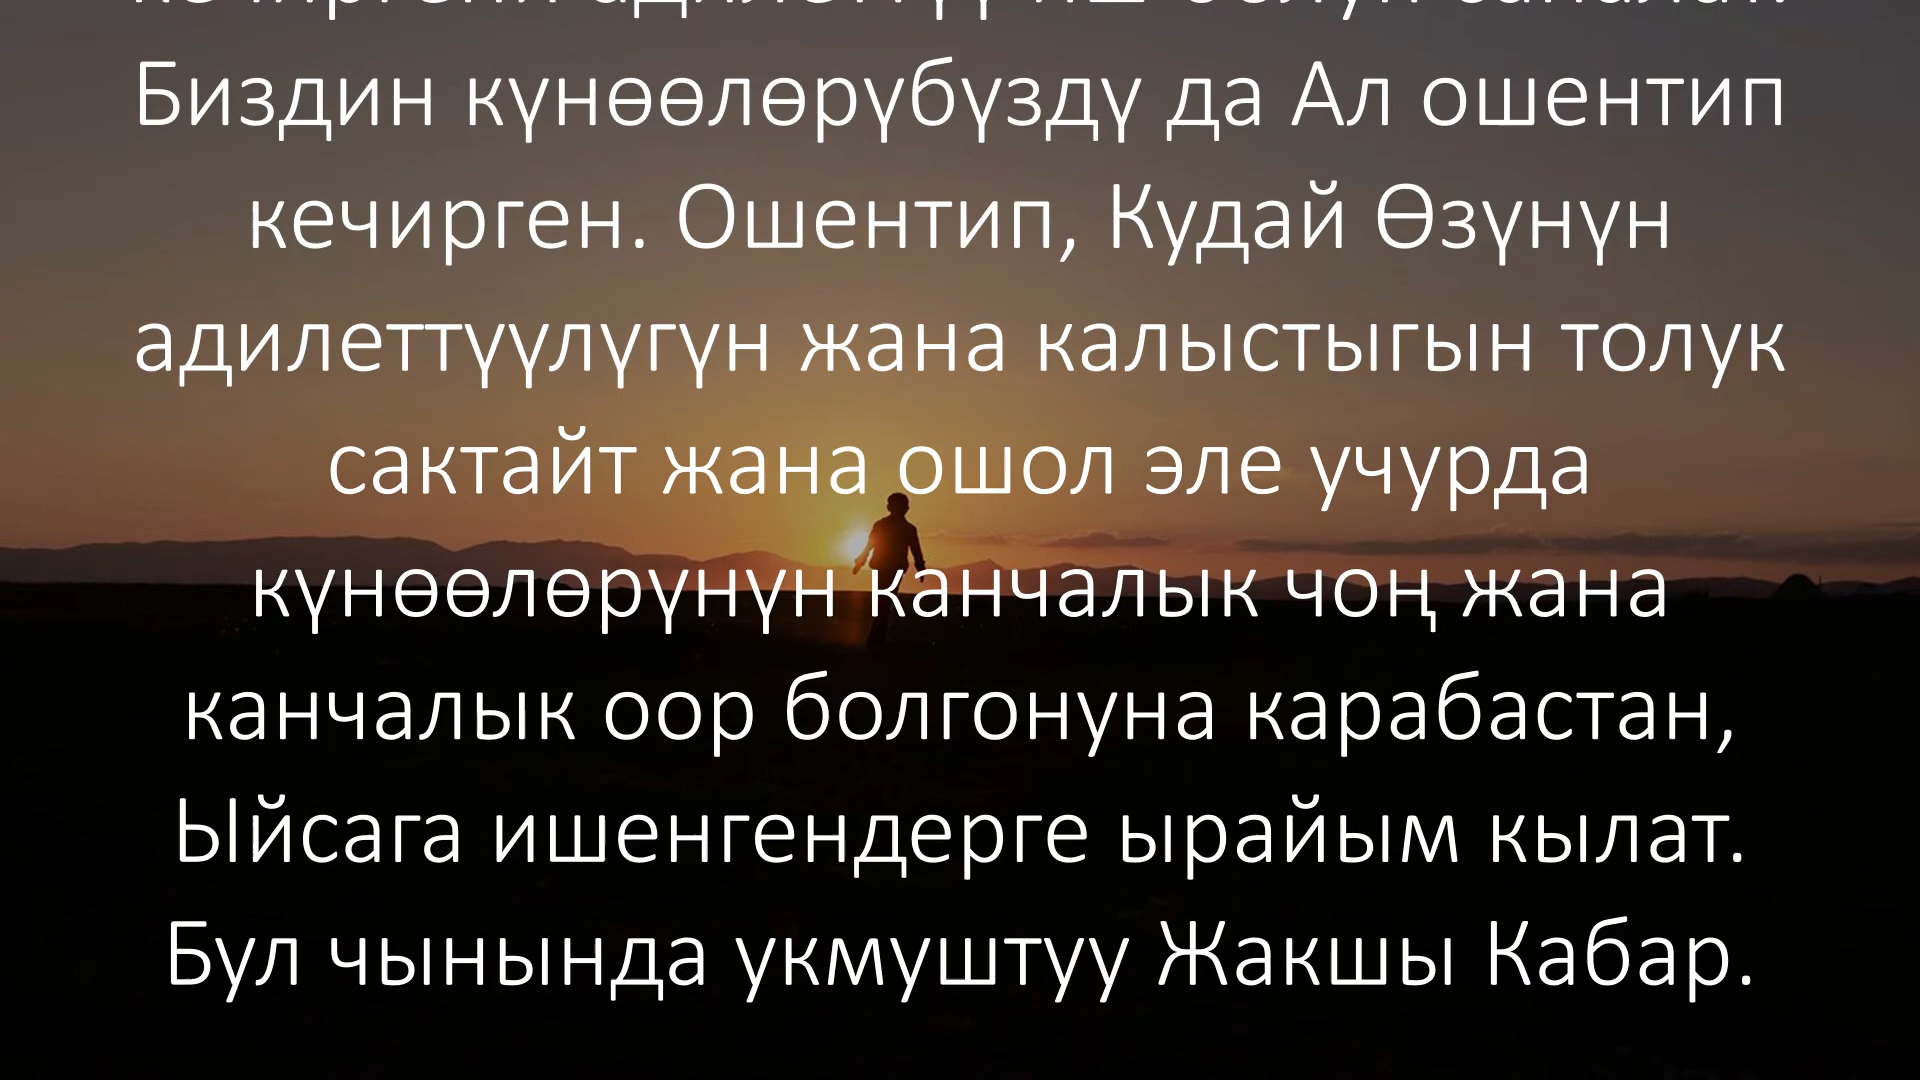 Биздин күнөөлөрүбүздү да Ал ошентип
кечирген. Ошентип, Кудай Өзүнүн
адилеттүүлүгүн жана калыстыгын толук
сактайт жана ошол эле учурда
күнөөлөрүнүн канчалык чоң жана
канчалык оор болгонуна карабастан,
Ыйсага ишенгендерге ырайым кылат.
Бул чынында укмуштуу Жакшы Кабар.